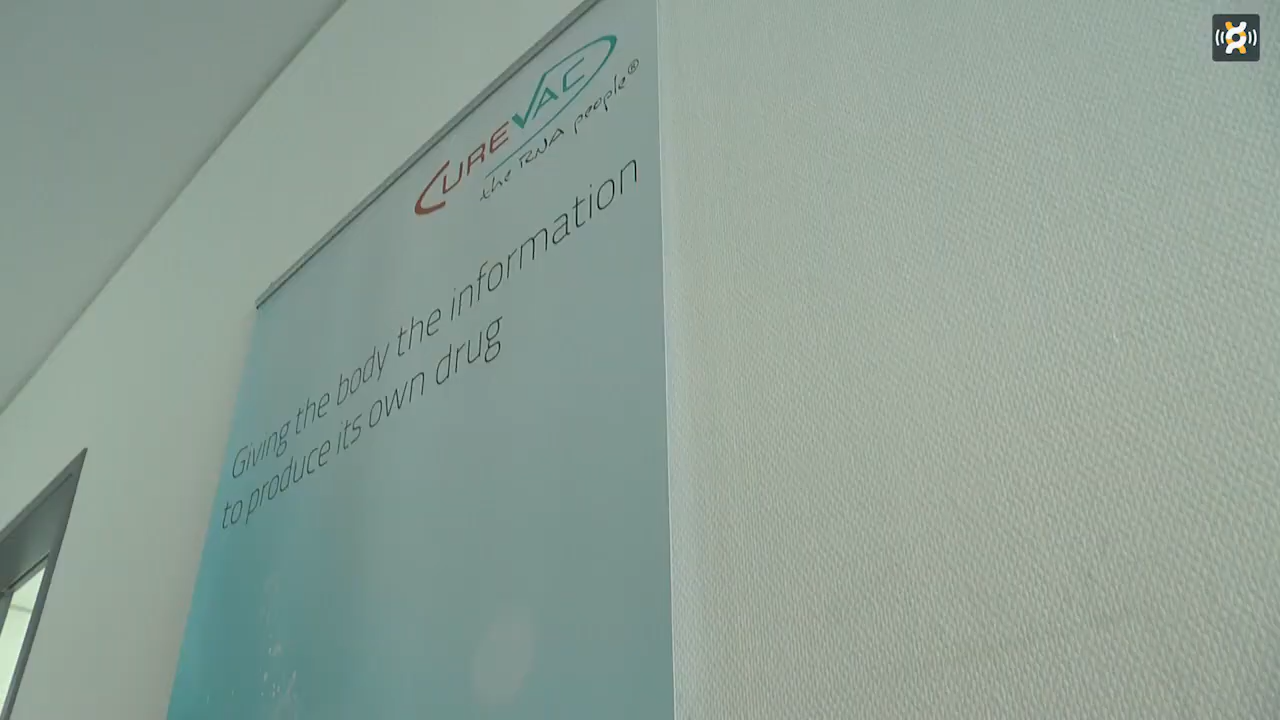 CUREVAC
the RNA people®
Giving the body the information
to produce its own drug